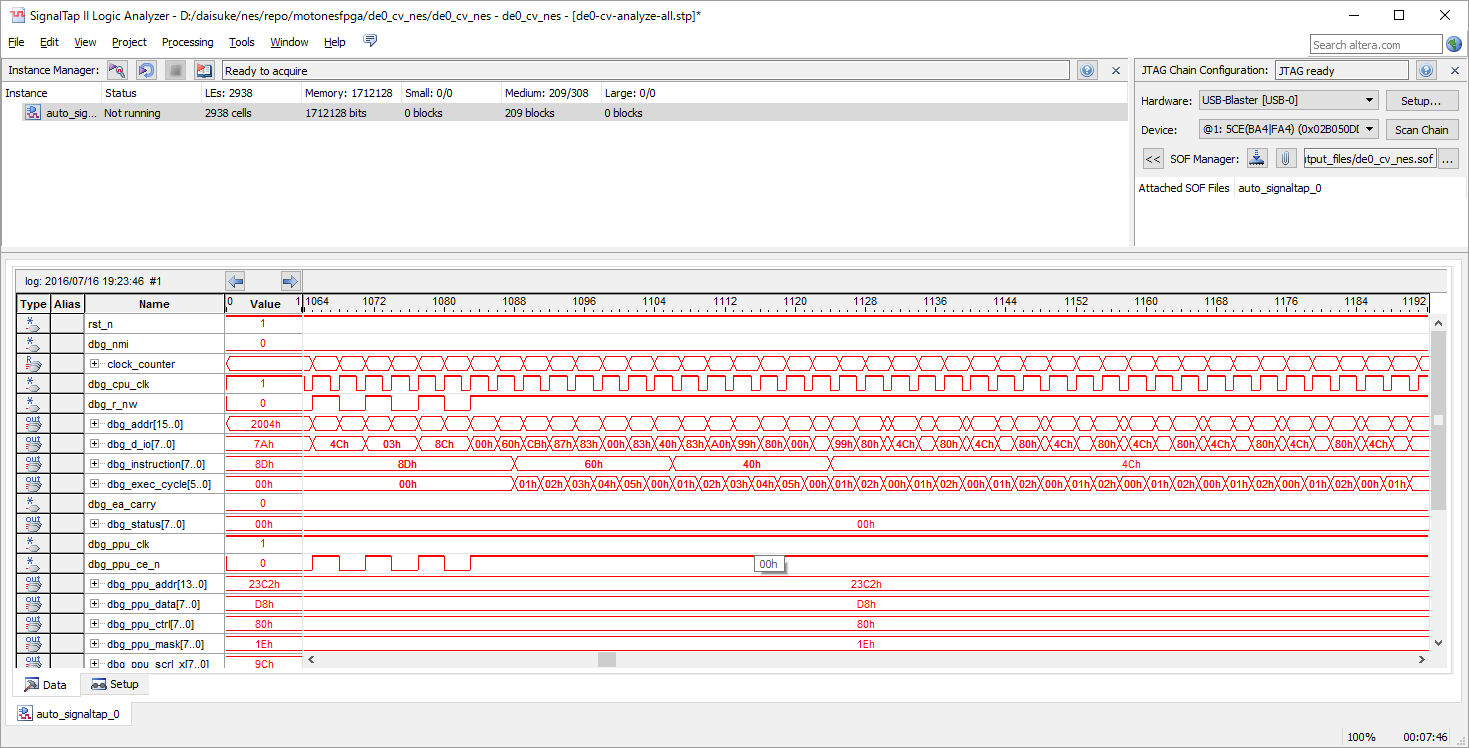 SignalTap II Logic Analyzer - D:/daisuke/nes/repo/motonesfpga/de0_cv_nes/de0_cv_nes - de0_cv_nes - [de0-cv-analyze-all.stp]*
File Edit View Project Processing Tools Window Help
Search altera.com
Instance Manager: Ready to acquire
JTAG Chain Configuration: JTAG ready
Instance Status LEs: 2938 Memory: 1712128 Small: 0/0 Medium: 209/308 Large: 0/0
auto_sig... Not running 2938 cells 1712128 bits 0 blocks 209 blocks 0 blocks
Hardware: USB-Blaster [USB-0] Setup...
Device: @1: 5CE(BA4|FA4) (0x02B050DD Scan Chain
<< SOF Manager: utput_files/de0_cv_nes.sof ...
Attached SOF Files auto_signaltap_0
log: 2016/07/16 19:23:46 #1
Type Alias Name 0 Value 1 1064 1072 1080 1088 1096 1104 1112 1120 1128 1136 1144 1152 1160 1168 1176 1184 1192
rst_n 1
dbg_nmi 0
clock_counter
dbg_cpu_clk 1
dbg_r_nw 0
dbg_addr[15..0] 2004h
dbg_d_io[7..0] 7Ah 4Ch 03h 8Ch 00h 60h CBh 87h 83h 00h 83h 40h 83h A0h 99h 80h 00h 99h 80h 4Ch 80h 4Ch 80h 4Ch 80h 4Ch 80h 4Ch 80h 4Ch 80h 4Ch
dbg_instruction[7..0] 8Dh 8Dh 60h 40h 4Ch
dbg_exec_cycle[5..0] 00h 00h 01h 02h 03h 04h 05h 00h 01h 02h 03h 04h 05h 00h 01h 02h 00h 01h 02h 00h 01h 02h 00h 01h 02h 00h 01h 02h 00h 01h 02h 00h 01h 02h 00h 01h
dbg_ea_carry 0
dbg_status[7..0] 00h 00h
dbg_ppu_clk 1
dbg_ppu_ce_n 0 00h
dbg_ppu_addr[13..0] 23C2h 23C2h
dbg_ppu_data[7..0] D8h D8h
dbg_ppu_ctrl[7..0] 80h 80h
dbg_ppu_mask[7..0] 1Eh 1Eh
dbg_ppu_scrl_x[7..0] 9Ch
Data Setup
auto_signaltap_0
100% 00:07:46